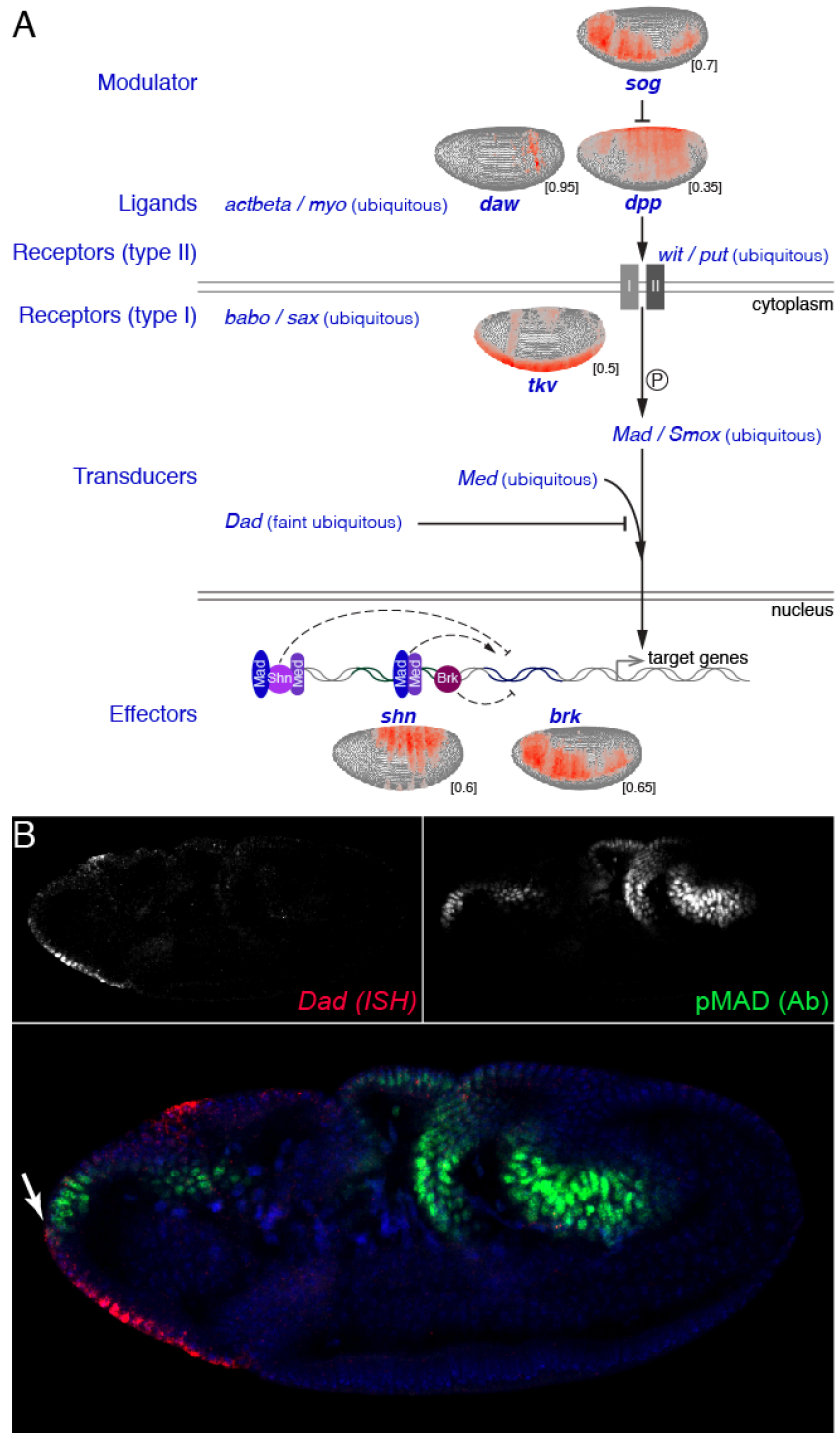 A
Modulator
[0.7]
sog
[0.95]
[0.35]
Ligands actbeta / myo (ubiquitous) daw dpp
Receptors (type II) wit / put (ubiquitous)
I II
cytoplasm
Receptors (type I) babo / sax (ubiquitous)
[0.5]
tkv
P
Mad / Smox (ubiquitous)
Transducers Med (ubiquitous)
Dad (faint ubiquitous)
nucleus
target genes
Mad Shn Med Mad Med Brk
Effectors shn brk
[0.6] [0.65]
B
Dad (ISH) pMAD (Ab)